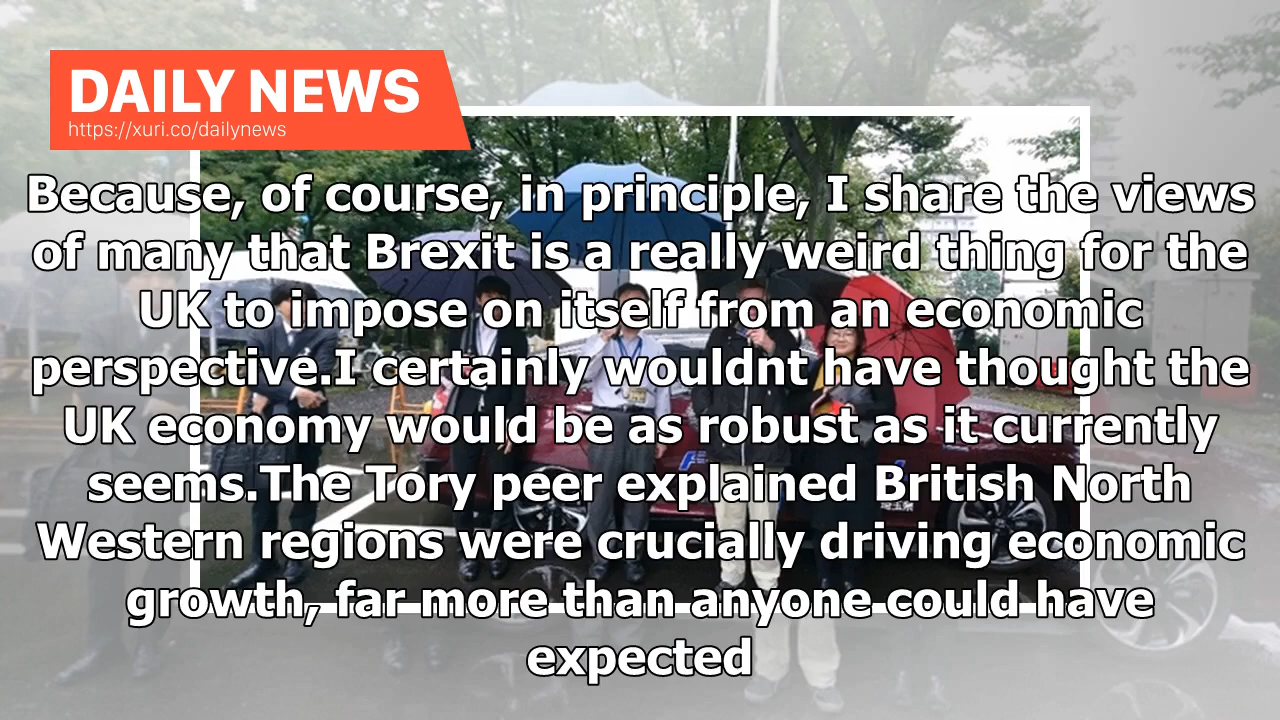 DAILY NEWS
https://xuri.co/dailynews
Because, of course, in principle, I share the views
of many that Brexit is a really weird thing for the
UK to impose on itself from an economic
perspective.I certainly wouldnt have thought the
UK economy would be as robust as it currently
seems.The Tory peer explained British North
Western regions were crucially driving economic
growth, far more than anyone could have
expected